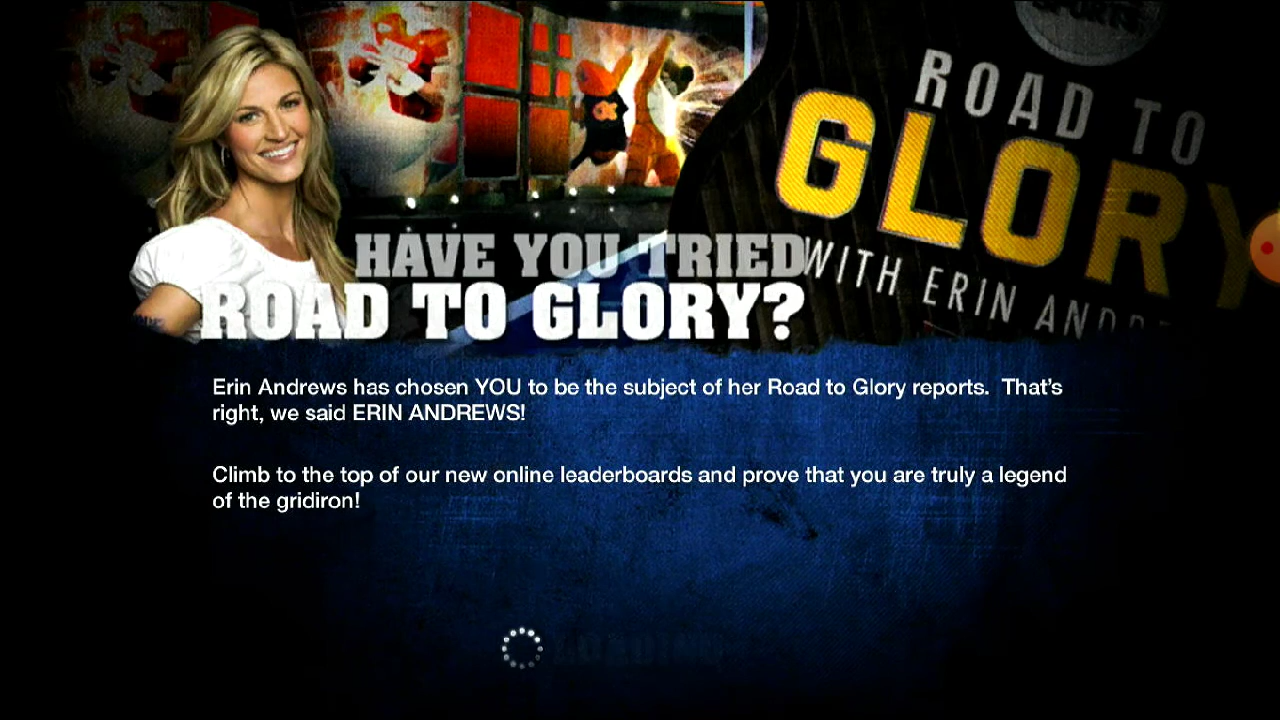 ROAD TO
GLORY
WITH ERIN ANDRE
HAVE YOU TRIED
ROAD TO GLORY?
Erin Andrews has chosen YOU to be the subject of her Road to Glory reports.  That's
right, we said ERIN ANDREWS!
Climb to the top of our new online leaderboards and prove that you are truly a legend
of the gridiron!
LOADING